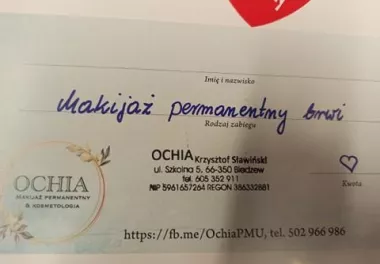 Imię i nazwisko
Makijaż permanentny brwi
Rodzaj zabiegu
OCHIA Krzysztof Sławiński
ul. Szkolna 5, 66-350 Bledzew
tel. 605 352 911
NIP 5961657264 REGON 386332881
Kwota
OCHIA
MAKIJAŻ PERMANENTNY
& KOSMETOLOGIA
https://fb.me/OchiaPMU, tel. 502 966 986